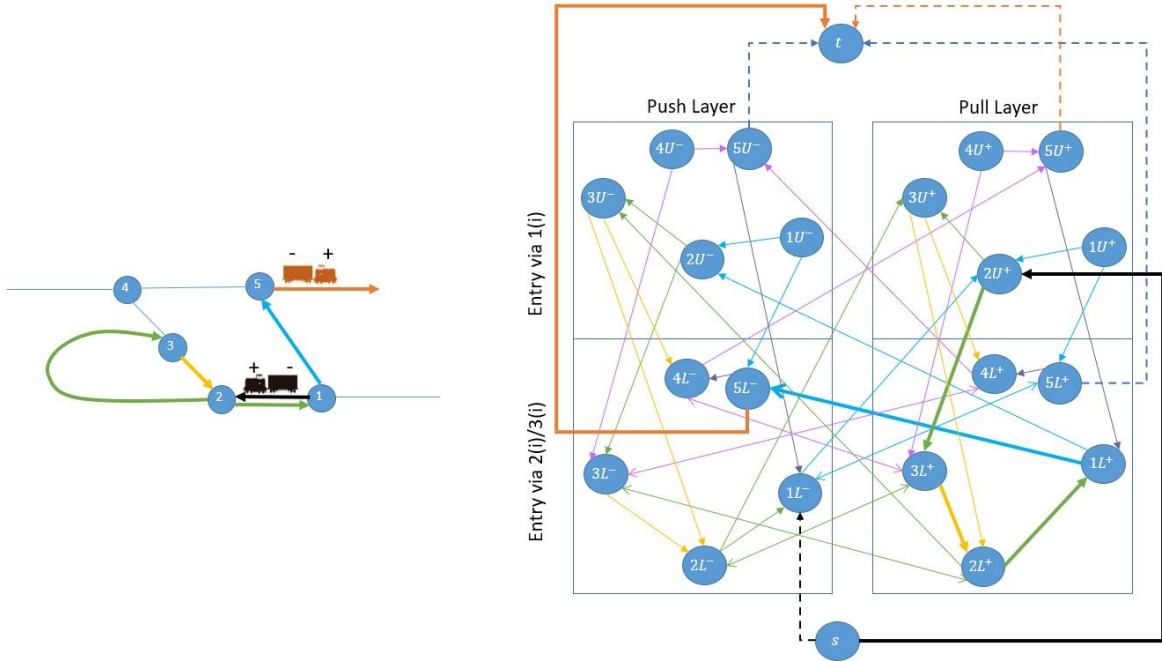 t
Push Layer
Pull Layer
4U⁻
5U⁻
4U⁺
5U⁺
3U⁻
3U⁺
Entry via 1(i)
1U⁻
1U⁺
2U⁻
2U⁺
- +
5
4
3
4L⁻
5L⁻
4L⁺
5L⁺
+ -
2
1
Entry via 2(i)/3(i)
3L⁻
3L⁺
1L⁺
1L⁻
2L⁻
2L⁺
s